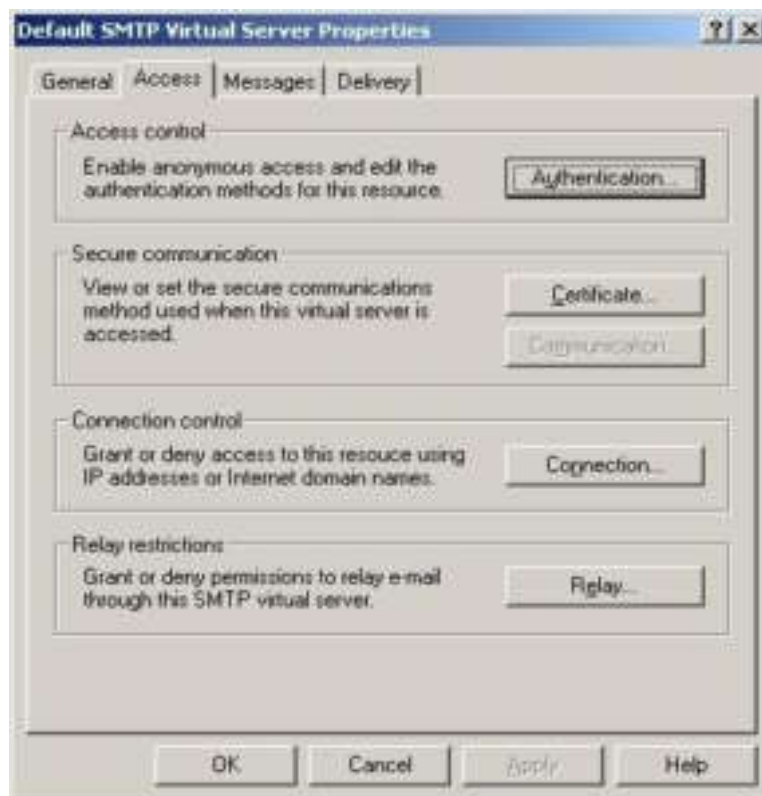 Default SMTP Virtual Server Properties
General Access Messages Delivery
Access control
Enable anonymous access and edit the
authentication methods for this resource.
Authentication...
Secure communication
View or set the secure communications
method used when this virtual server is
accessed.
Certificate...
Communication...
Connection control
Grant or deny access to this resouce using
IP addresses or Internet domain names.
Connection...
Relay restrictions
Grant or deny permissions to relay e-mail
through this SMTP virtual server.
Relay...
OK Cancel Apply Help